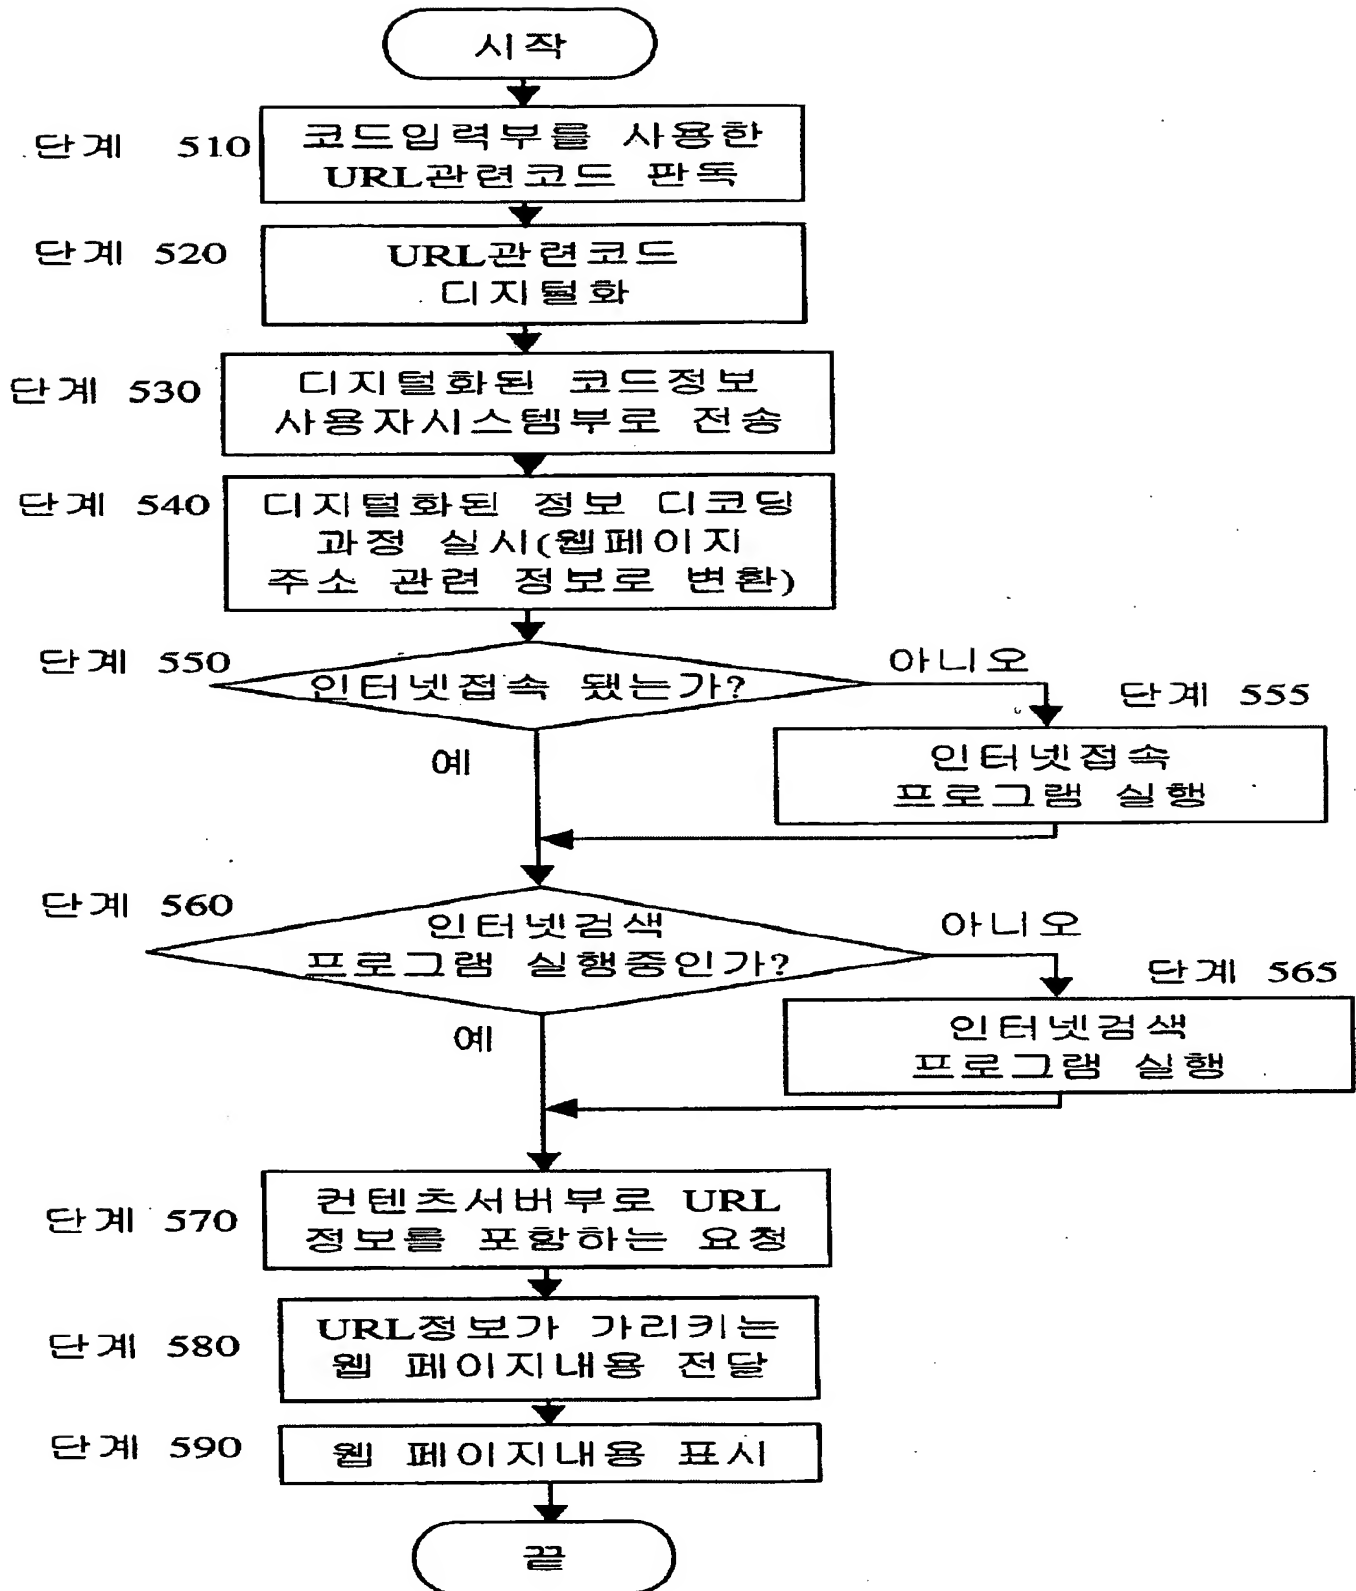 시작
단계 510
코드입력부를 사용한
URL관련코드 판독
단계 520
URL관련코드
디지털화
단계 530
디지털화된 코드정보
사용자시스템부로 전송
단계 540
디지털화된 정보 디코딩
과정 실시(웹페이지
주소 관련 정보로 변환)
단계 550
인터넷접속 됐는가?
아니오
단계 555
예
인터넷접속
프로그램 실행
단계 560
인터넷검색
프로그램 실행중인가?
아니오
단계 565
예
인터넷검색
프로그램 실행
단계 570
컨텐츠서버부로 URL
정보를 포함하는 요청
단계 580
URL정보가 가리키는
웹 페이지내용 전달
단계 590
웹 페이지내용 표시
끝